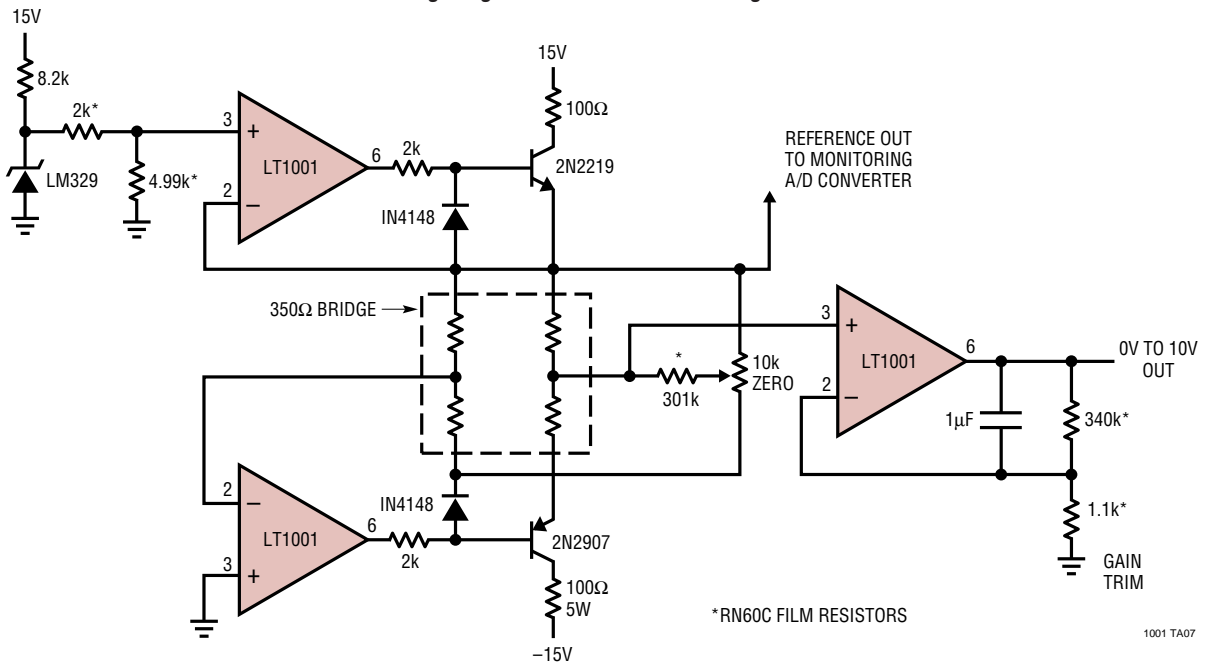 15V
8.2k
2k*
LM329
4.99k*
3
+
LT1001
2
–
6
2k
IN4148
15V
100Ω
2N2219
REFERENCE OUT
TO MONITORING
A/D CONVERTER
350Ω BRIDGE
*
301k
10k
ZERO
3
+
LT1001
2
–
6
0V TO 10V
OUT
1µF
340k*
1.1k*
GAIN
TRIM
2
–
LT1001
3
+
6
2k
IN4148
2N2907
100Ω
5W
–15V
*RN60C FILM RESISTORS
1001 TA07